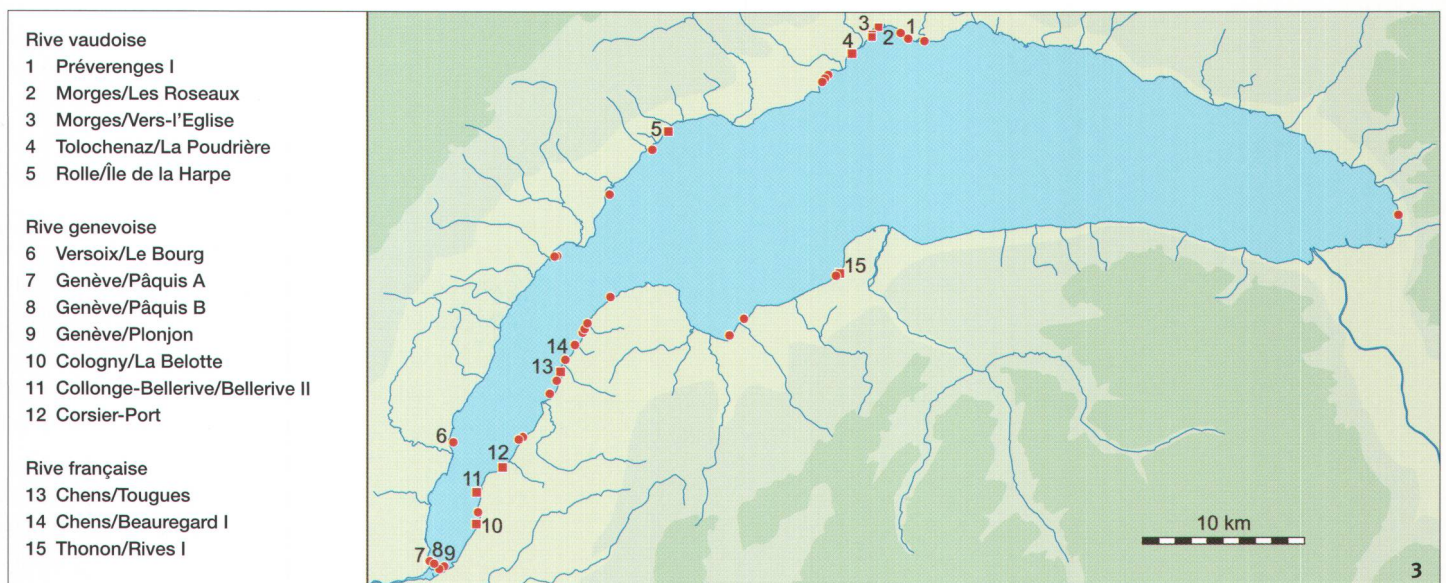 Rive vaudoise
1 Préverenges I
2 Morges/Les Roseaux
3 Morges/Vers-l'Eglise
4 Tolochenaz/La Poudrière
5 Rolle/Île de la Harpe
Rive genevoise
6 Versoix/Le Bourg
7 Genève/Pâquis A
8 Genève/Pâquis B
9 Genève/Plonjon
10 Cologny/La Belotte
11 Collonge-Bellerive/Bellerive II
12 Corsier-Port
Rive française
13 Chens/Tougues
14 Chens/Beauregard I
15 Thonon/Rives I
3 1
2
4
5
15
14
13
6
12
11
10
7 8 9
10 km
3